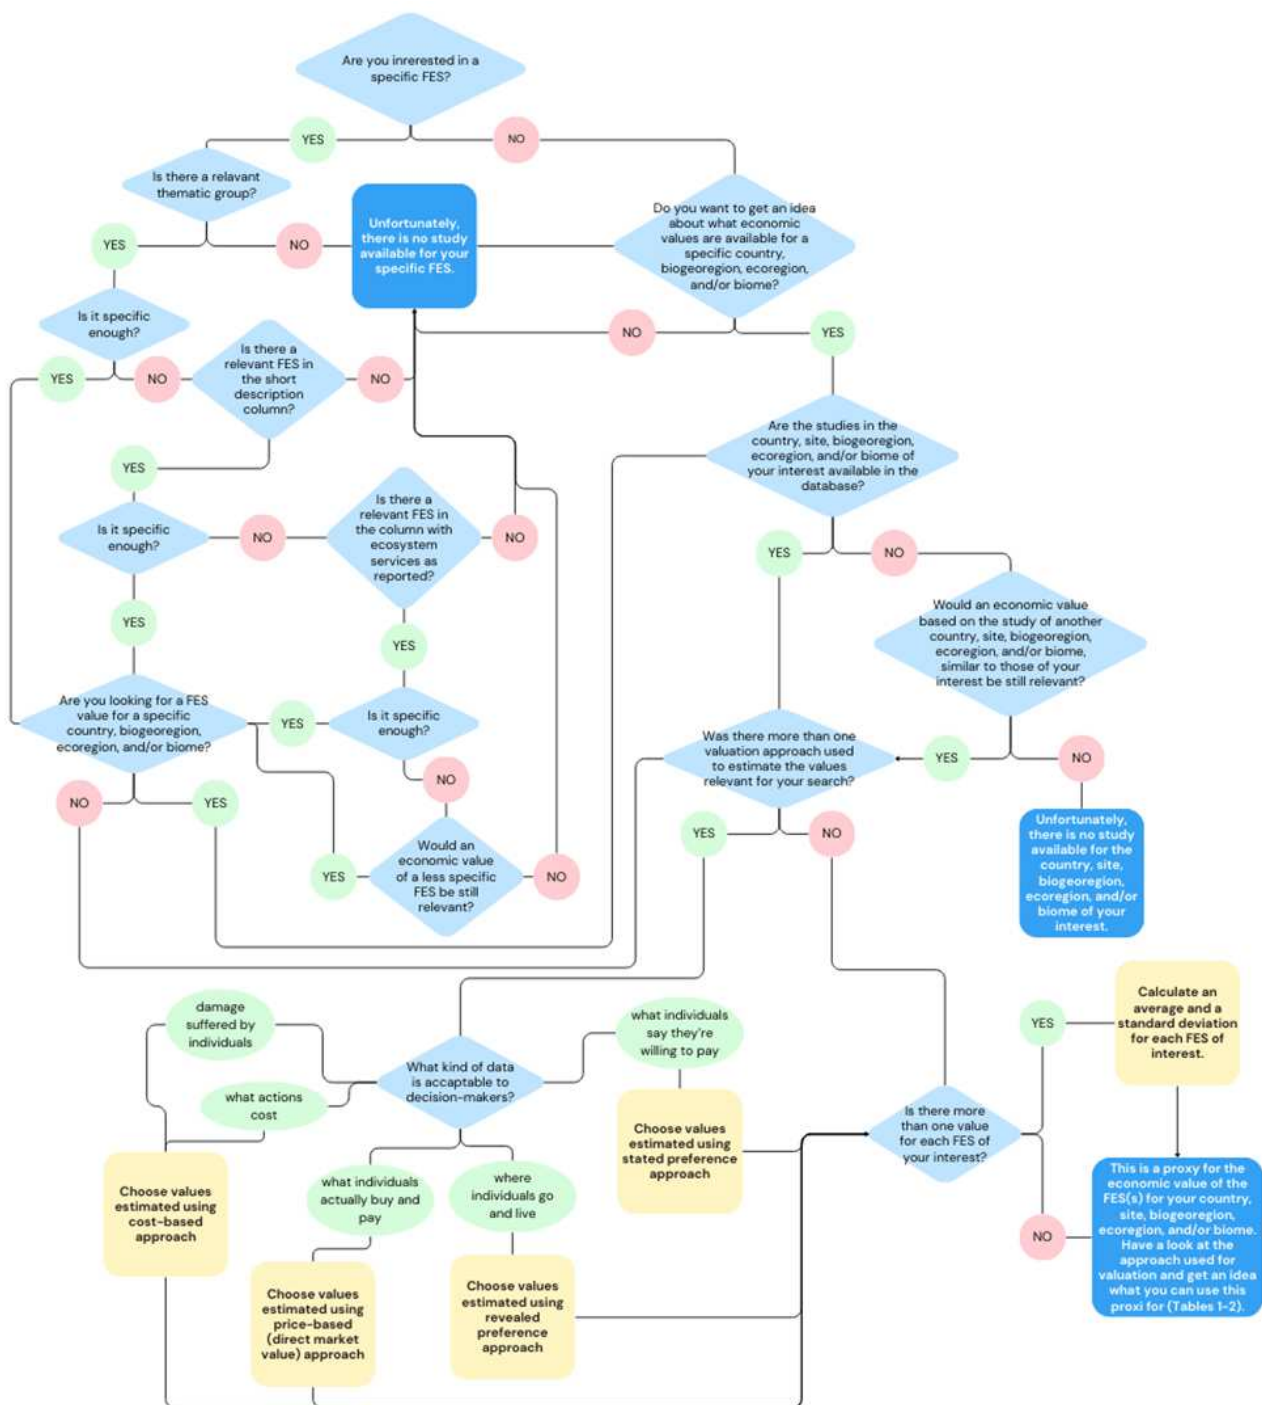 Are you inrerested in a
specific FES?
YES
NO
Is there a relavant
thematic group?
Unfortunately,
there is no study
available for your
specific FES.
Do you want to get an idea
about what economic
values are available for a
specific country,
biogeoregion, ecoregion,
and/or biome?
YES
NO
Is it specific
enough?
NO
YES
Is there a
relevant FES in
the short
description
column?
YES
NO
NO
Are the studies in the
country, site, biogeoregion,
ecoregion, and/or biome of
your interest available in the
database?
YES
Is it specific
enough?
NO
Is there a
relevant FES in
the column with
ecosystem
services as
reported?
NO
YES
NO
YES
YES
Would an economic value
based on the study of another
country, site, biogeoregion,
ecoregion, and/or biome,
similar to those of your
interest be still relevant?
Are you looking for a FES
value for a specific
country, biogeoregion,
ecoregion, and/or biome?
YES
Is it specific
enough?
Was there more than one
valuation approach used
to estimate the values
relevant for your search?
YES
NO
NO
NO
YES
Would an
economic value
of a less specific
FES be still
relevant?
YES
NO
YES
NO
Unfortunately,
there is no study
available for the
country, site,
biogeoregion,
ecoregion, and/or
biome of your
interest.
damage
suffered by
individuals
what individuals
say they're
willing to pay
Calculate an
average and a
standard deviation
for each FES of
interest.
YES
What kind of data
is accaptable to
decision-makers?
what actions
cost
Is there more
than one value
for each FES of
your interest?
Choose values
estimated using
stated preference
approach
Choose values
estimated using
cost-based
approach
what individuals
actually buy and
pay
where
individuals go
and live
NO
This is a proxy for the
economic value of the
FES(s) for your country,
site, biogeoregion,
ecoregion, and/or biome.
Have a look at the
approach used for
valuation and get an idea
what you can use this
proxi for (Tables 1-2).
Choose values
estimated using
price-based
(direct market
value) approach
Choose values
estimated using
revealed
preference
approach